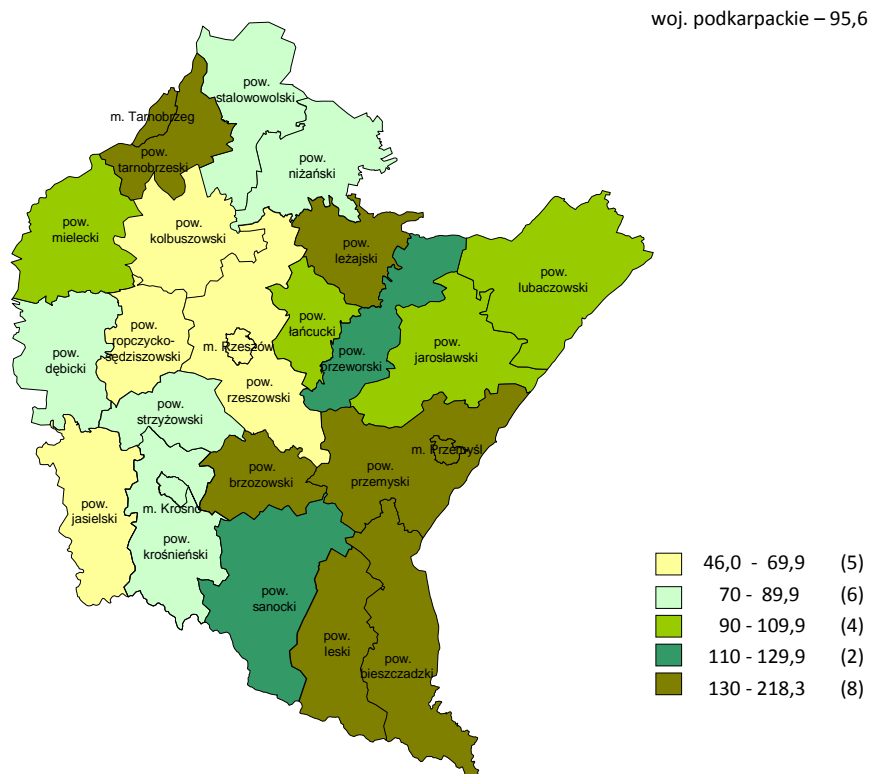 woj. podkarpackie – 95,6
pow.
stalowowolski
m. Tarnobrzeg
pow.
tarnobrzeski
pow.
niżański
pow.
mielecki
pow.
kolbuszowski
pow.
leżajski
pow.
lubaczowski
pow.
ropczycko-
sędziszowski
m. Rzeszów
pow.
łańcucki
pow.
przeworski
pow.
jarosławski
pow.
dębicki
pow.
rzeszowski
pow.
strzyżowski
m. Przemyśl
pow.
przemyski
pow.
brzozowski
pow.
jasielski
m. Krosno
pow.
krośnieński
pow.
sanocki
pow.
leski
pow.
bieszczadzki
46,0 - 69,9 (5)
70 - 89,9 (6)
90 - 109,9 (4)
110 - 129,9 (2)
130 - 218,3 (8)